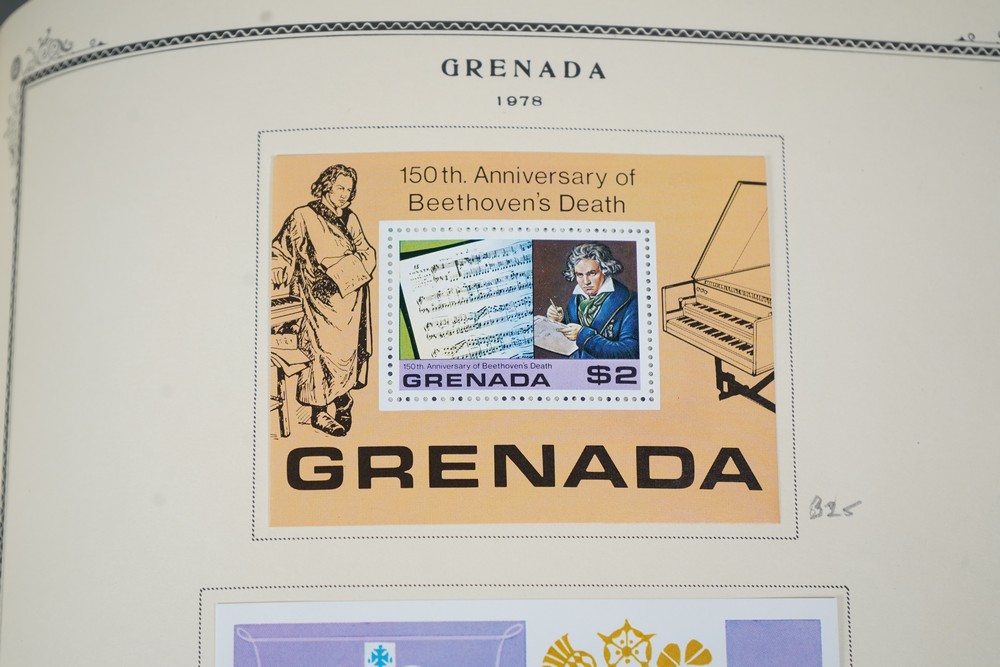 GRENADA
1978
150th. Anniversary of
Beethoven's Death
150th. Anniversary of Beethoven's Death
GRENADA $2
GRENADA